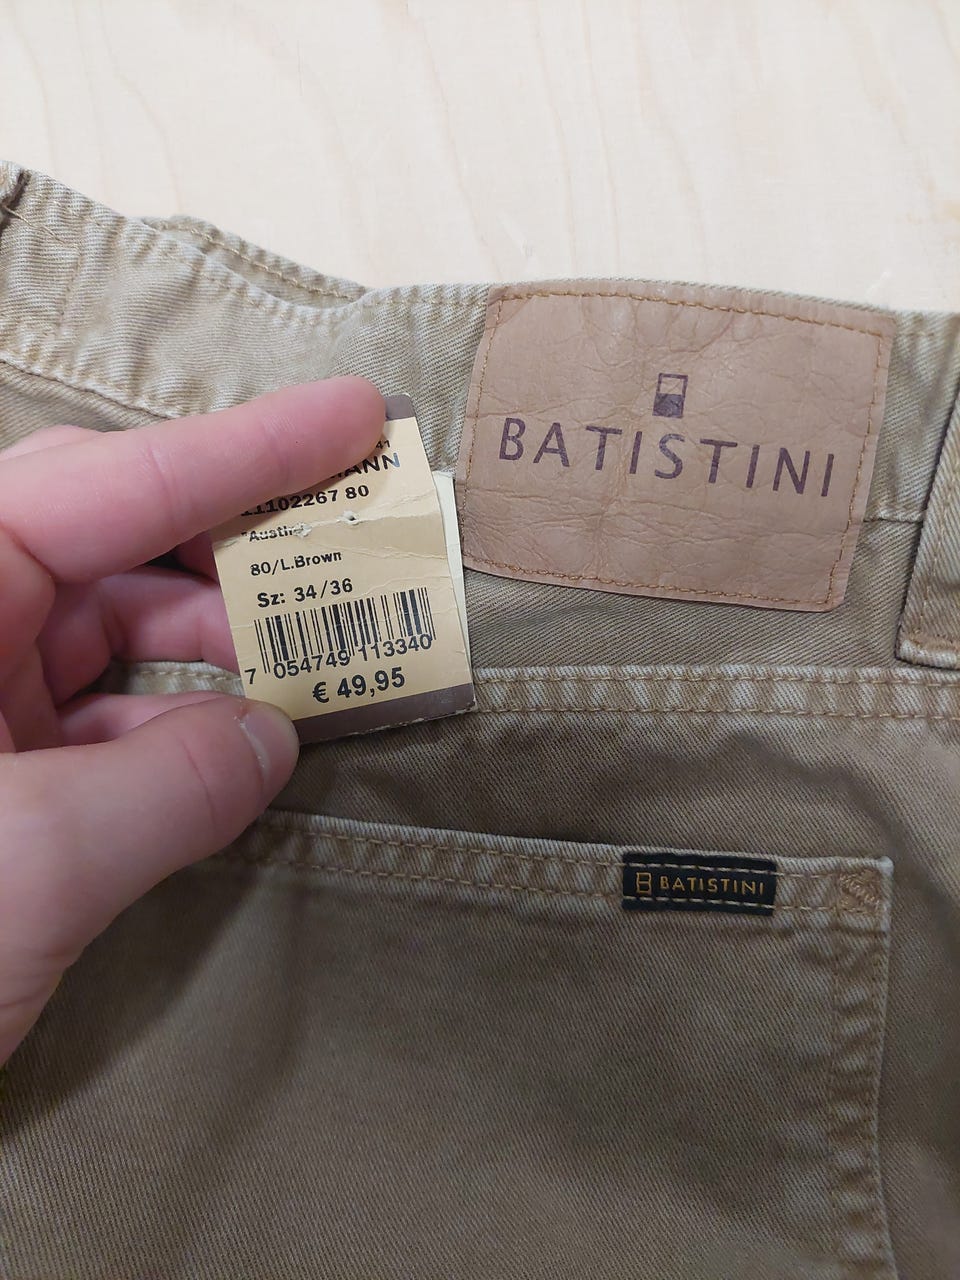 11102267 80
80/L.Brown
Sz: 34/36
7 054749 113340
€ 49,95
BATISTINI
BATISTINI